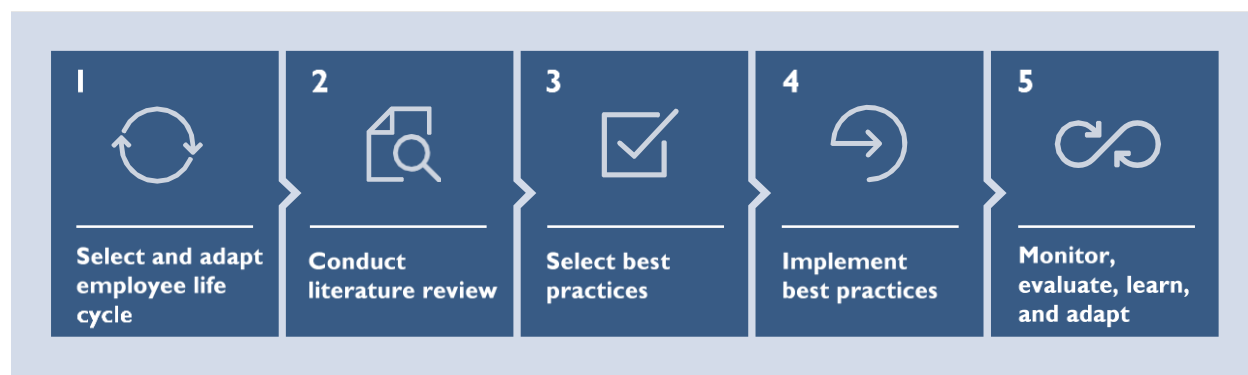 1
Select and adapt
employee life
cycle
2
Conduct
literature review
3
Select best
practices
4
Implement
best practices
5
Monitor,
evaluate, learn,
and adapt